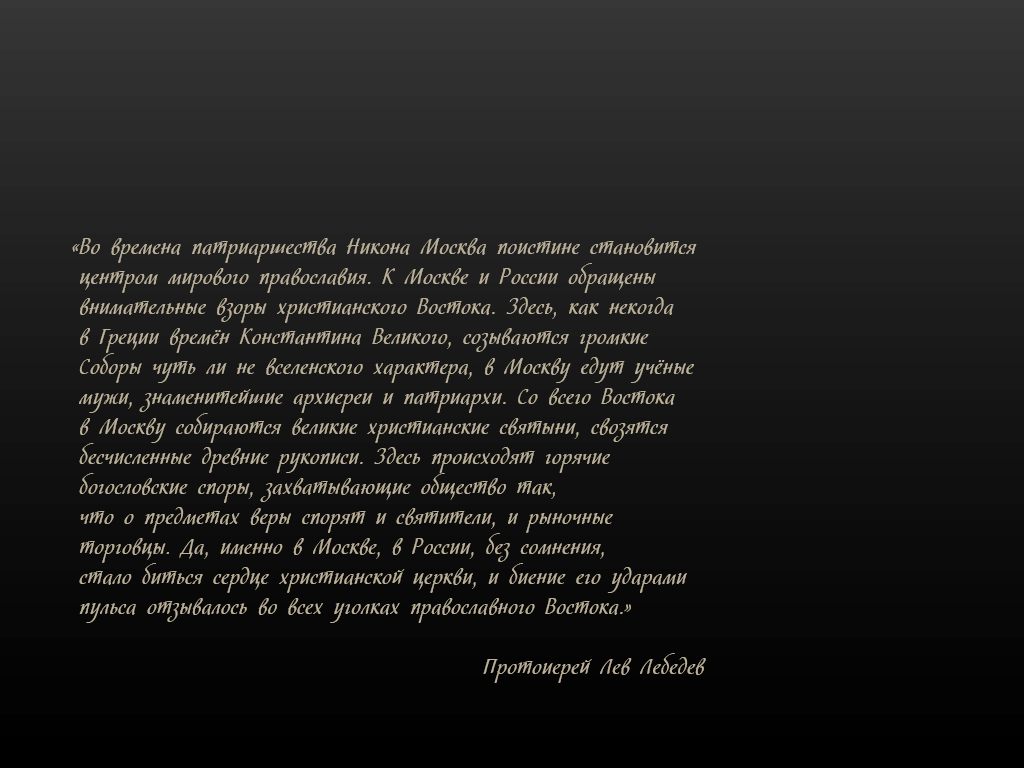 «Во времена патриаршества Никона Москва поистине становится
центром мирового православия. К Москве и России обращены
внимательные взоры христианского Востока. Здесь, как некогда
в Греции времён Константина Великого, созываются громкие
Соборы чуть ли не вселенского характера, в Москву едут учёные
мужи, знаменитейшие архиереи и патриархи. Со всего Востока
в Москву собираются великие христианские святыни, свозятся
бесчисленные древние рукописи. Здесь происходят горячие
богословские споры, захватывающие общество так,
что о предметах веры спорят и святители, и рыночные
торговцы. Да, именно в Москве, в России, без сомнения,
стало биться сердце христианской церкви, и биение его ударами
пульса отзывалось во всех уголках православного Востока.»
Протоиерей Лев Лебедев